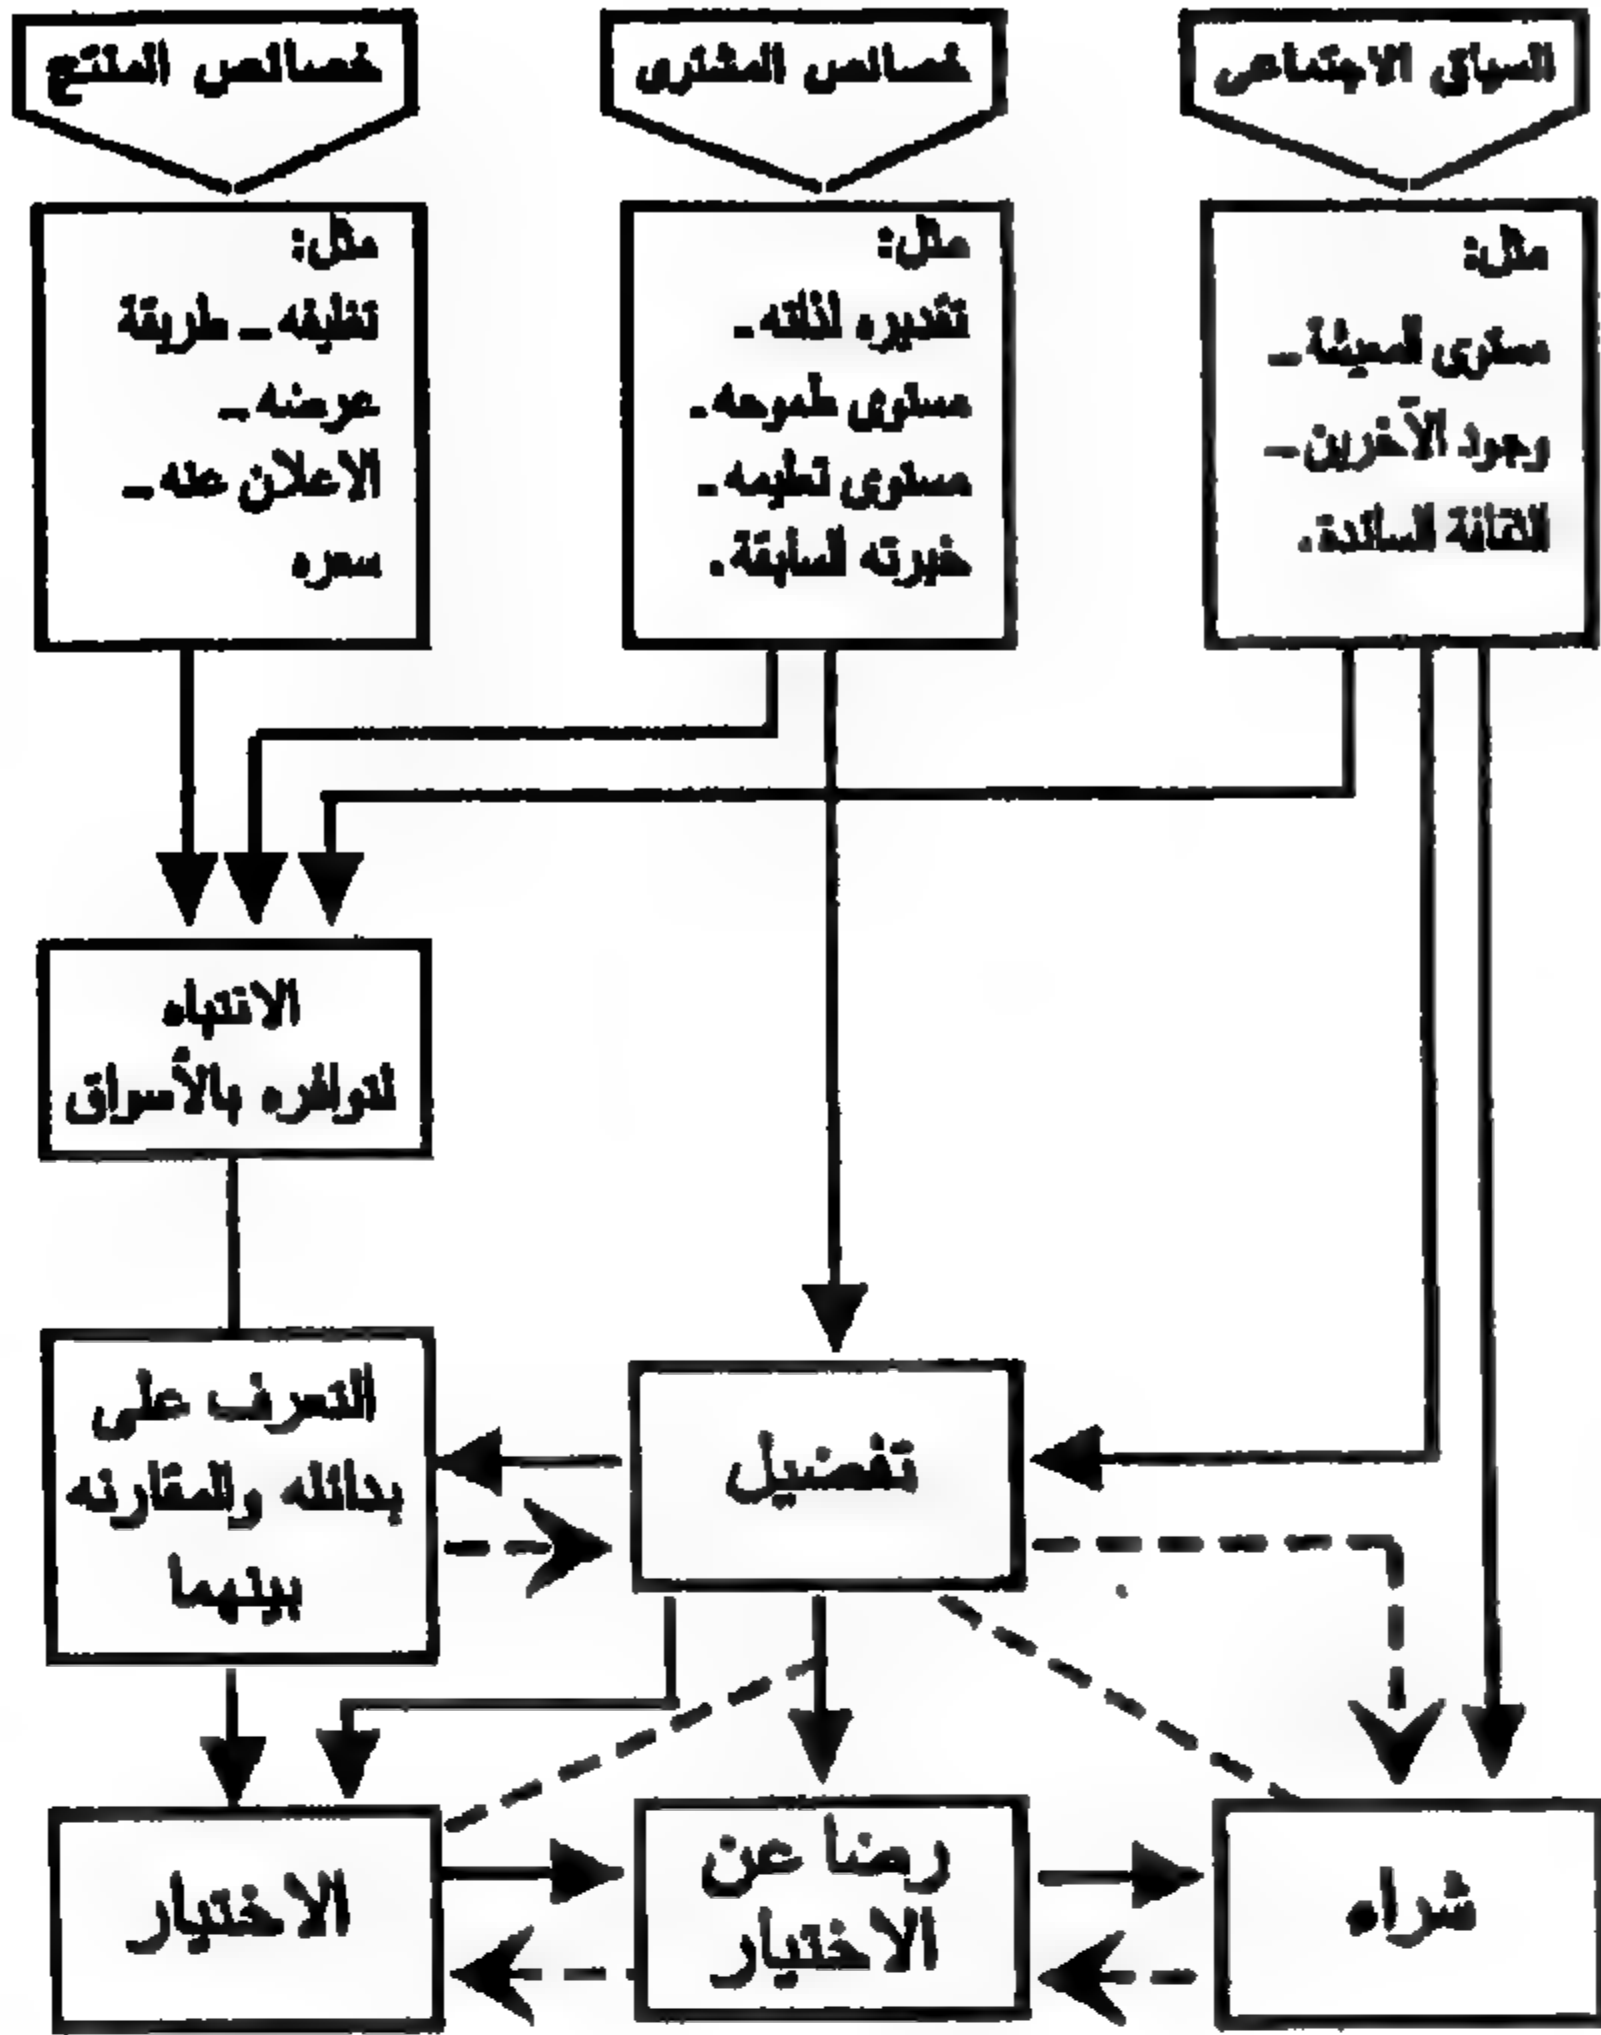 السياق الاجتماعى
خصائص المشترى
خصائص المنتج
مثل:
مستوى المعيشة ـ
وجود الآخرين ـ
الثقافة السائدة.
مثل:
تقديره لذاته ـ
مستوى طموحه ـ
مستوى تعليمه ـ
خبرته السابقة.
مثل:
تغليفه ـ طريقة
عرضه ـ
الاعلان عنه ـ
سعره
الانتباه
لتوافره بالأسواق
تفضيل
التعرف على
بدائله والمقارنه
بينهما
شراء
رضا عن
الاختيار
الاختيار